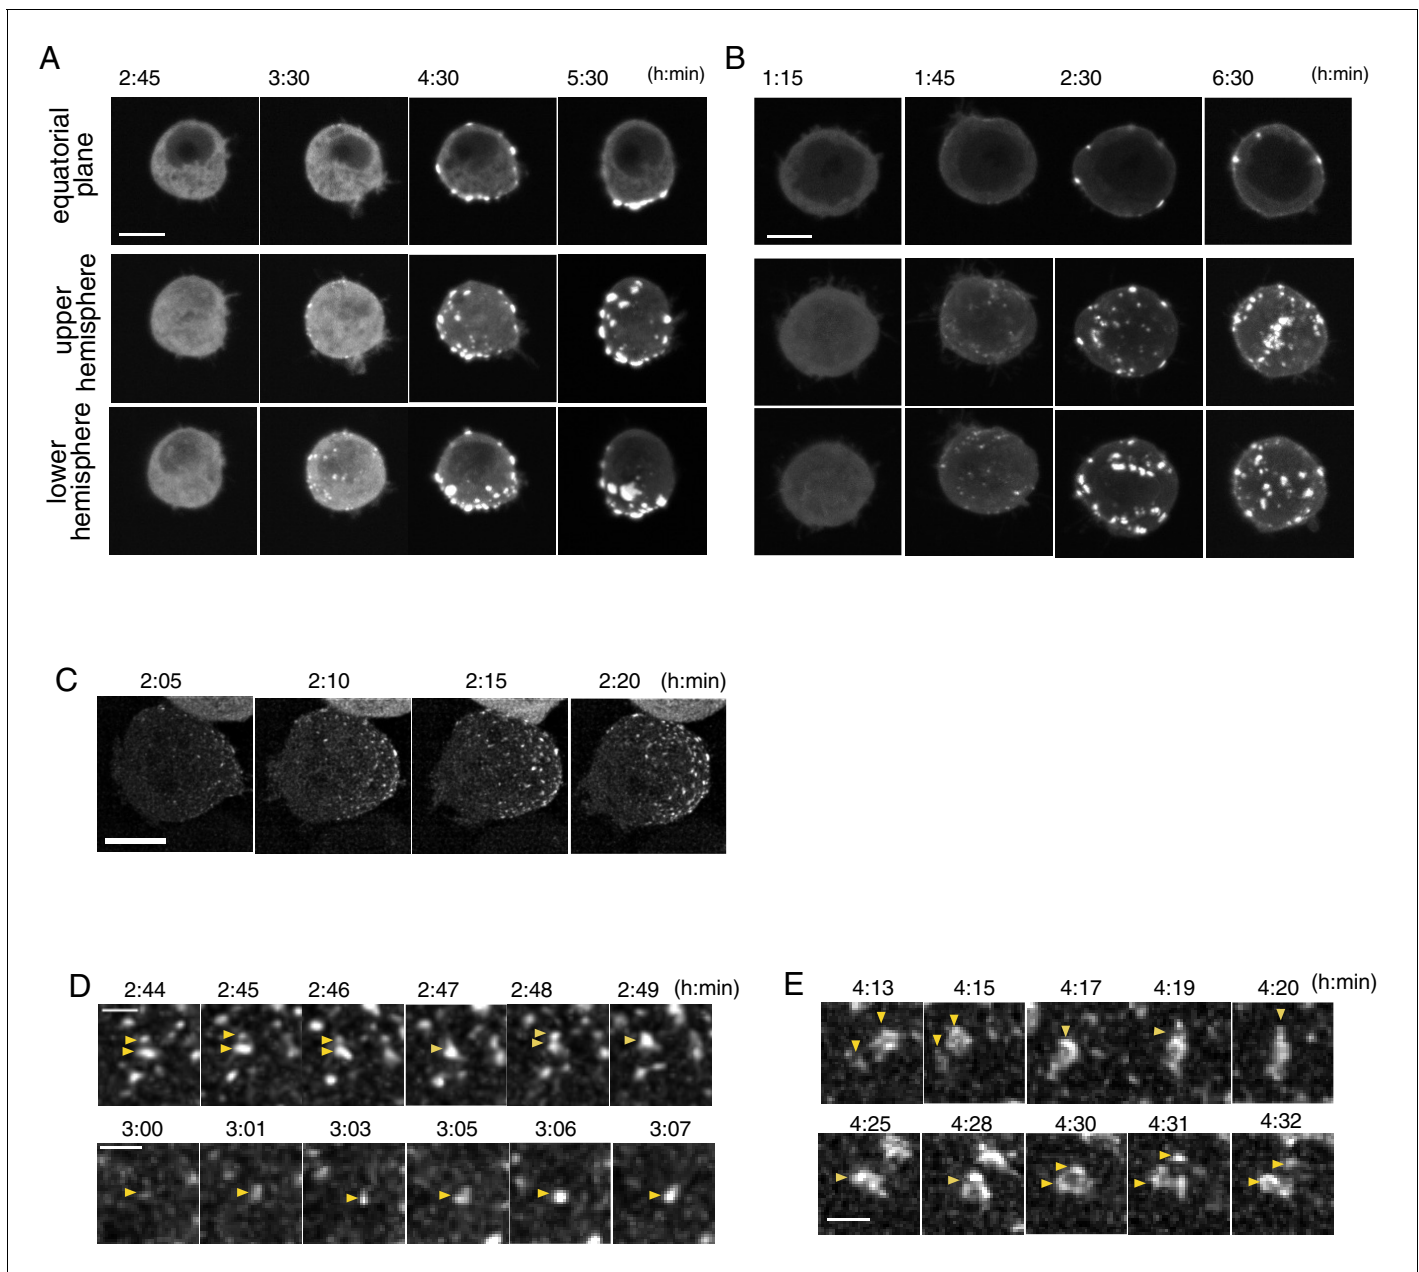 A
2:45 3:30 4:30 5:30 (h:min)
equatorial
plane
upper
hemisphere
lower
hemisphere
B
1:15 1:45 2:30 6:30 (h:min)
C
2:05 2:10 2:15 2:20 (h:min)
D
2:44 2:45 2:46 2:47 2:48 2:49 (h:min)
3:00 3:01 3:03 3:05 3:06 3:07
E
4:13 4:15 4:17 4:19 4:20 (h:min)
4:25 4:28 4:30 4:31 4:32